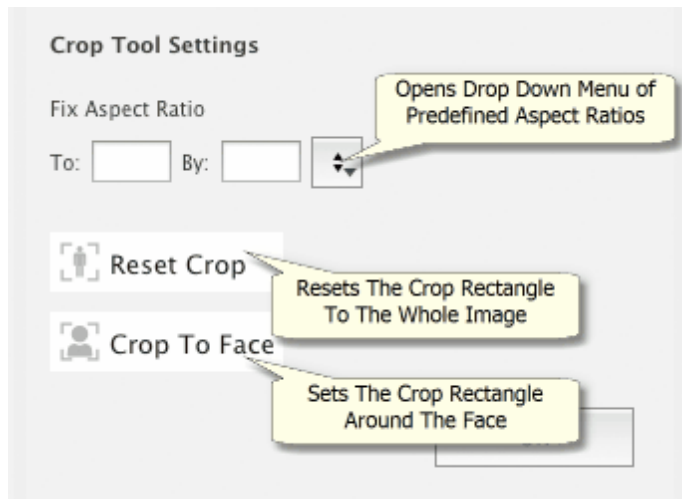 Crop Tool Settings
Opens Drop Down Menu of
Predefined Aspect Ratios
Fix Aspect Ratio
To: By:
Reset Crop
Resets The Crop Rectangle
To The Whole Image
Crop To Face
Sets The Crop Rectangle
Around The Face